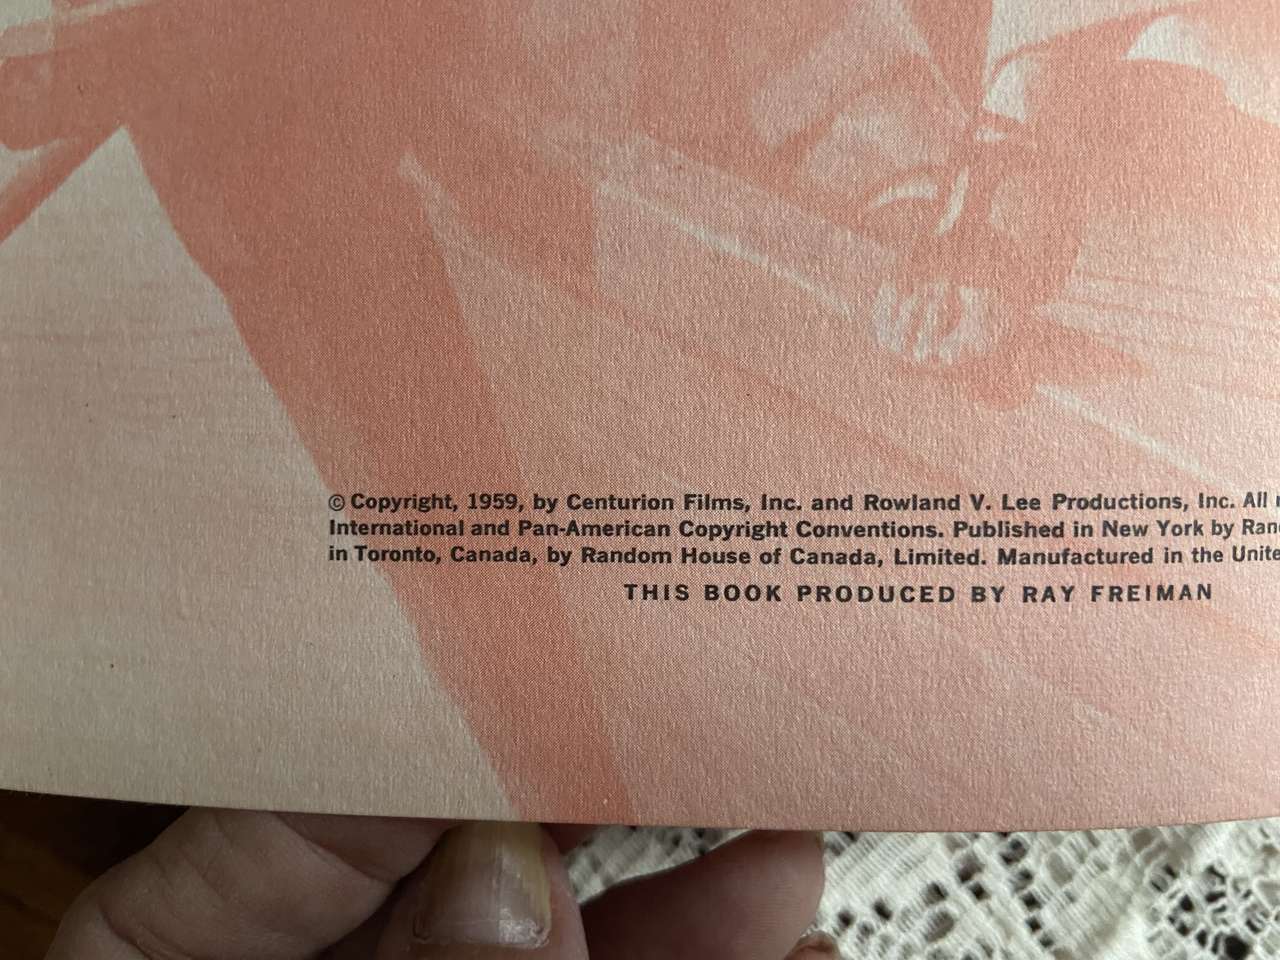 © Copyright, 1959, by Centurion Films, Inc. and Rowland V. Lee Productions, Inc. All
International and Pan-American Copyright Conventions. Published in New York by
in Toronto, Canada, by Random House of Canada, Limited. Manufactured in the
THIS BOOK PRODUCED BY RAY FREIMAN